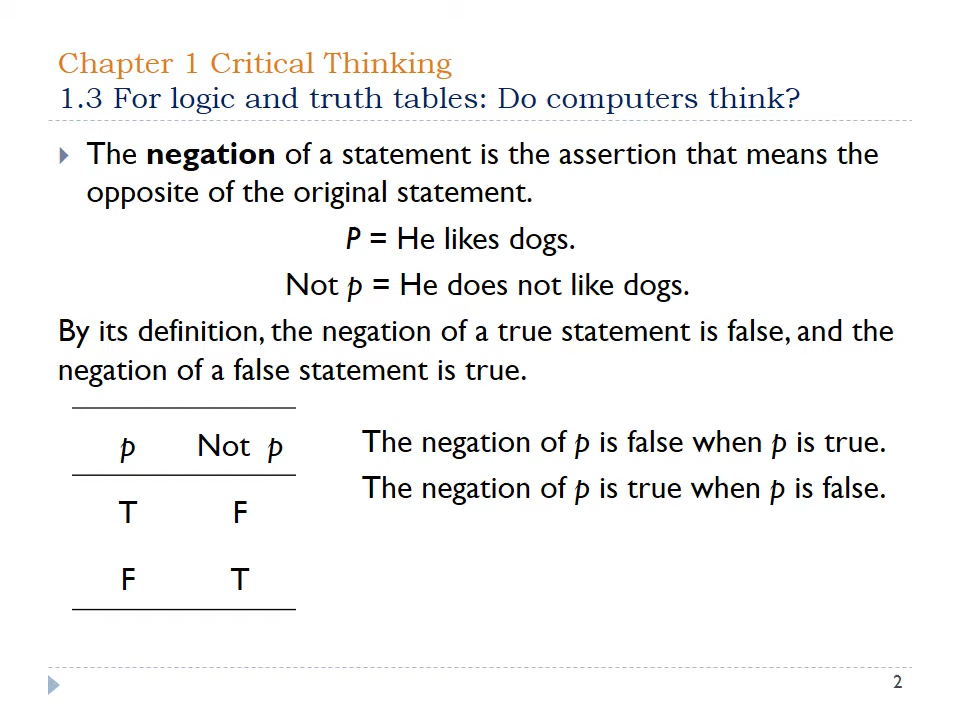 Chapter 1 Critical Thinking
1.3 For logic and truth tables: Do computers think?
The negation of a statement is the assertion that means the
opposite of the original statement.
P = He likes dogs.
Not p = He does not like dogs.
By its definition, the negation of a true statement is false, and the
negation of a false statement is true.
p Not p
T F
F T
The negation of p is false when p is true.
The negation of p is true when p is false.
2